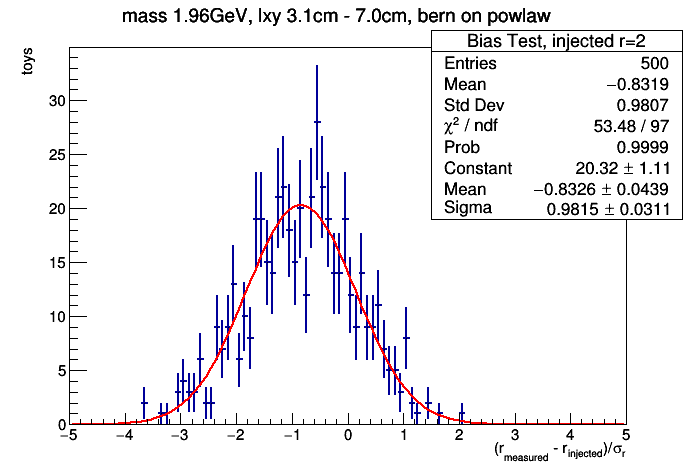 mass 1.96GeV, lxy 3.1cm - 7.0cm, bern on powlaw
Bias Test, injected r=2
Entries 500
Mean −0.8319
Std Dev 0.9807
χ² / ndf 53.48 / 97
Prob 0.9999
Constant 20.32 ± 1.11
Mean −0.8326 ± 0.0439
Sigma 0.9815 ± 0.0311
toys
30
25
20
15
10
5
0
−5 −4 −3 −2 −1 0 1 2 3 4 5
(r_measured - r_injected)/σ_r